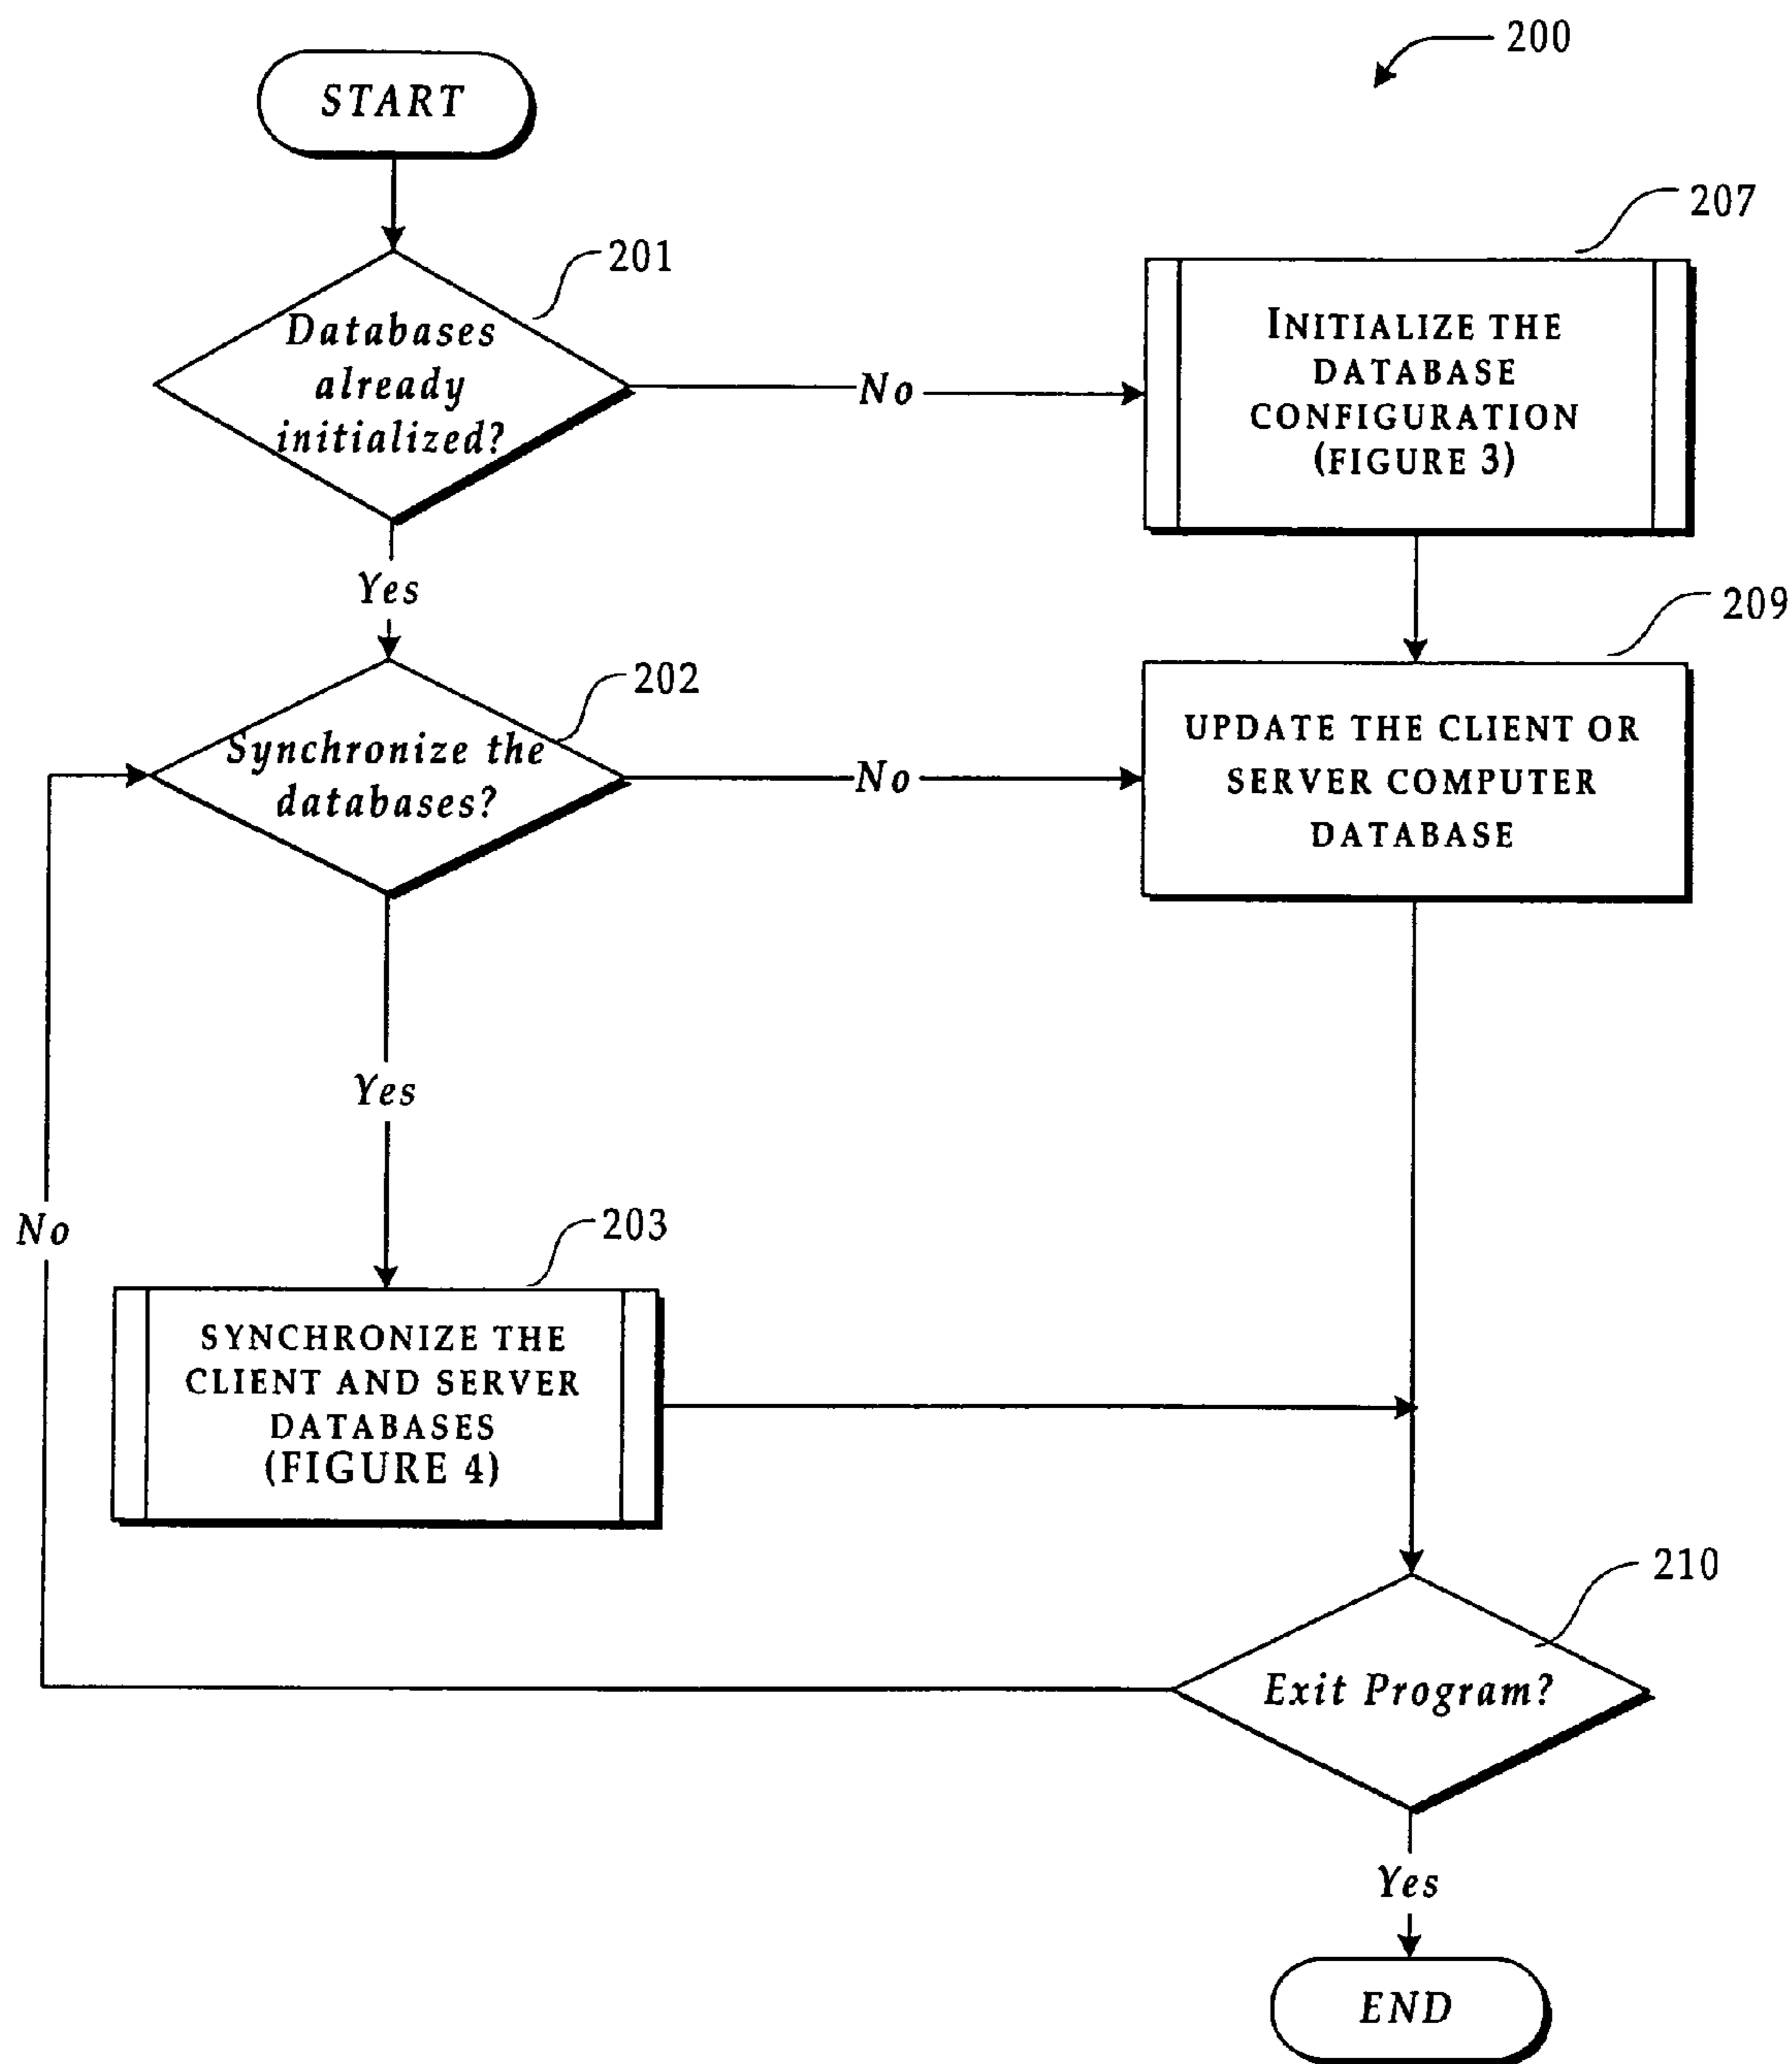 200
START
207
201
Databases
already
initialized?
No
INITIALIZE THE
DATABASE
CONFIGURATION
(FIGURE 3)
Yes
209
202
Synchronize the
databases?
No
UPDATE THE CLIENT OR
SERVER COMPUTER
DATABASE
Yes
No
203
SYNCHRONIZE THE
CLIENT AND SERVER
DATABASES
(FIGURE 4)
210
Exit Program?
Yes
END